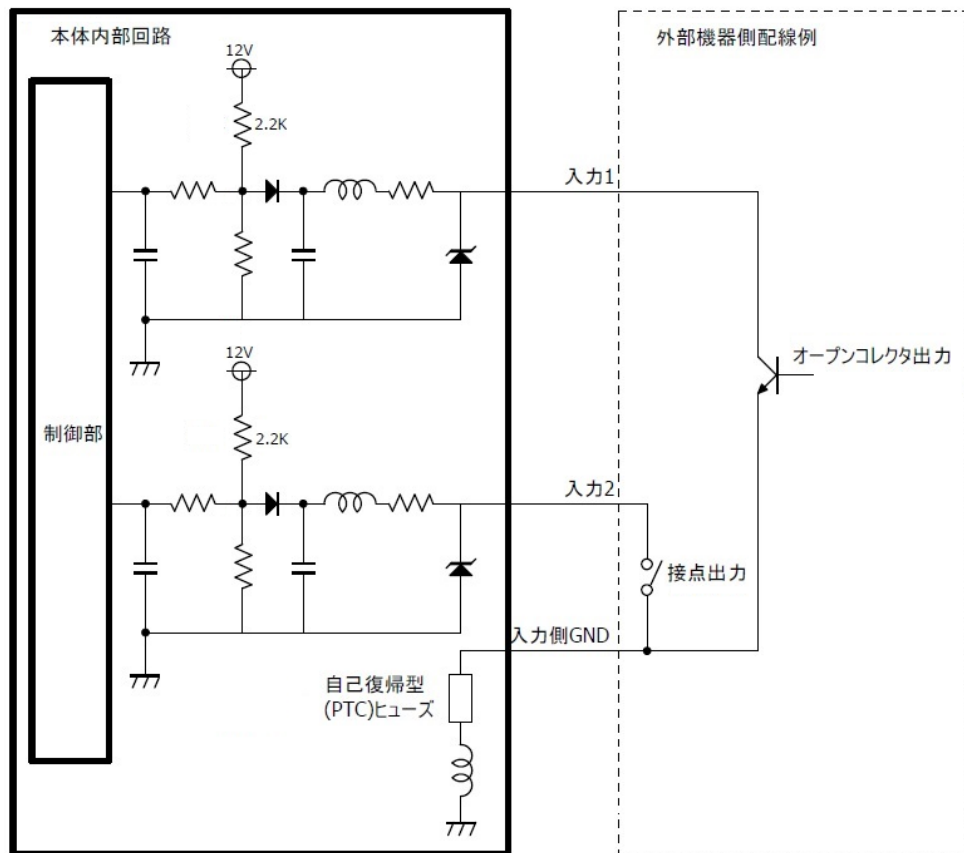 本体内部回路
外部機器側配線例
12V
2.2K
入力1
オープンコレクタ出力
12V
制御部
2.2K
入力2
接点出力
入力側GND
自己復帰型
(PTC)ヒューズ